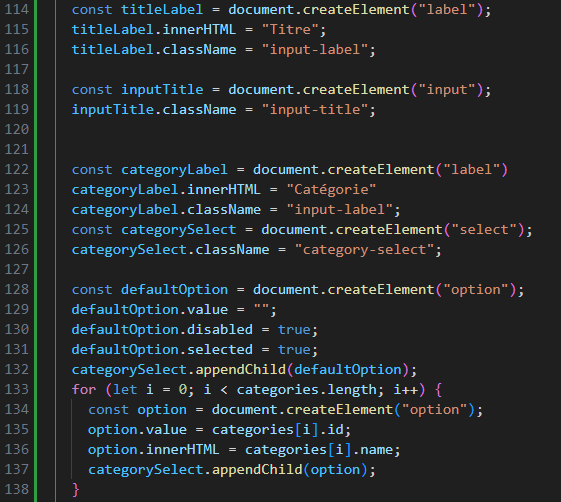 114 const titleLabel = document.createElement("label");
115 titleLabel.innerHTML = "Titre";
116 titleLabel.className = "input-label";
117
118 const inputTitle = document.createElement("input");
119 inputTitle.className = "input-title";
120
121
122 const categoryLabel = document.createElement("label")
123 categoryLabel.innerHTML = "Catégorie"
124 categoryLabel.className = "input-label";
125 const categorySelect = document.createElement("select");
126 categorySelect.className = "category-select";
127
128 const defaultOption = document.createElement("option");
129 defaultOption.value = "";
130 defaultOption.disabled = true;
131 defaultOption.selected = true;
132 categorySelect.appendChild(defaultOption);
133 for (let i = 0; i < categories.length; i++) {
134 const option = document.createElement("option");
135 option.value = categories[i].id;
136 option.innerHTML = categories[i].name;
137 categorySelect.appendChild(option);
138 }